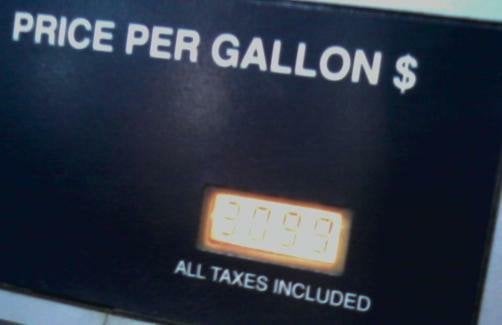 PRICE PER GALLON $
3099
ALL TAXES INCLUDED